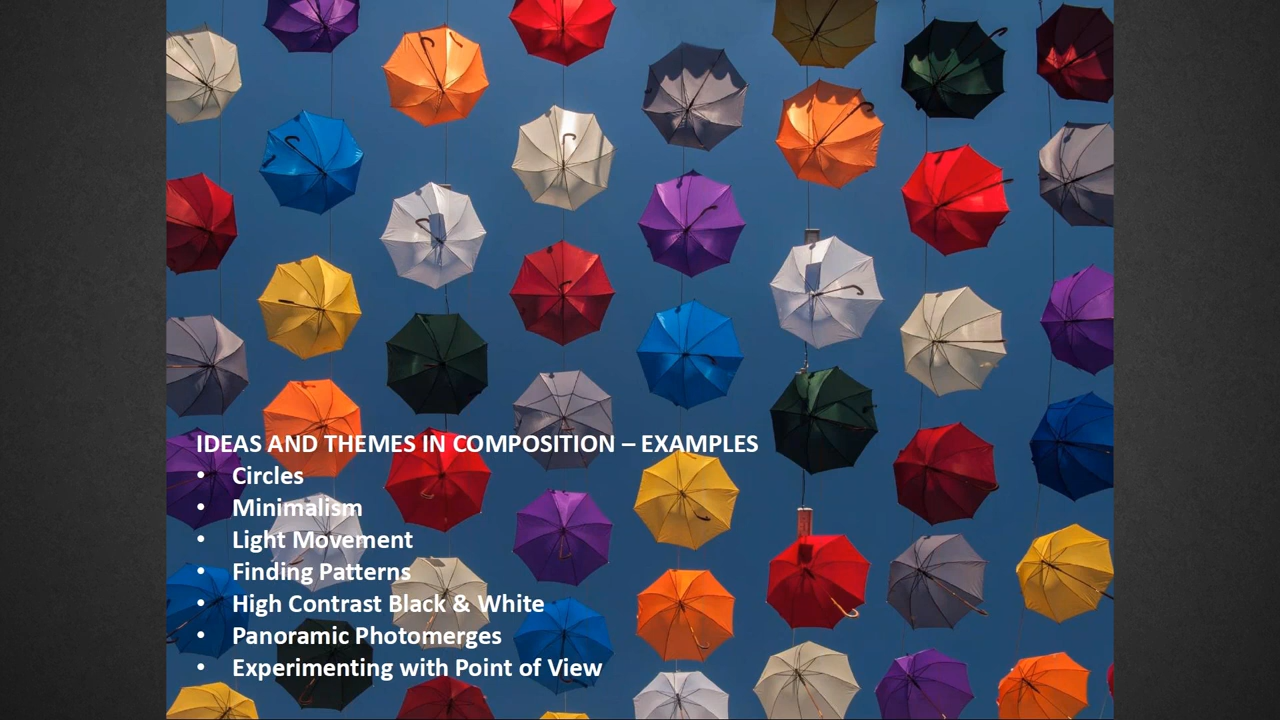 IDEAS AND THEMES IN COMPOSITION – EXAMPLES
• Circles
• Minimalism
• Light Movement
• Finding Patterns
• High Contrast Black & White
• Panoramic Photomerges
• Experimenting with Point of View